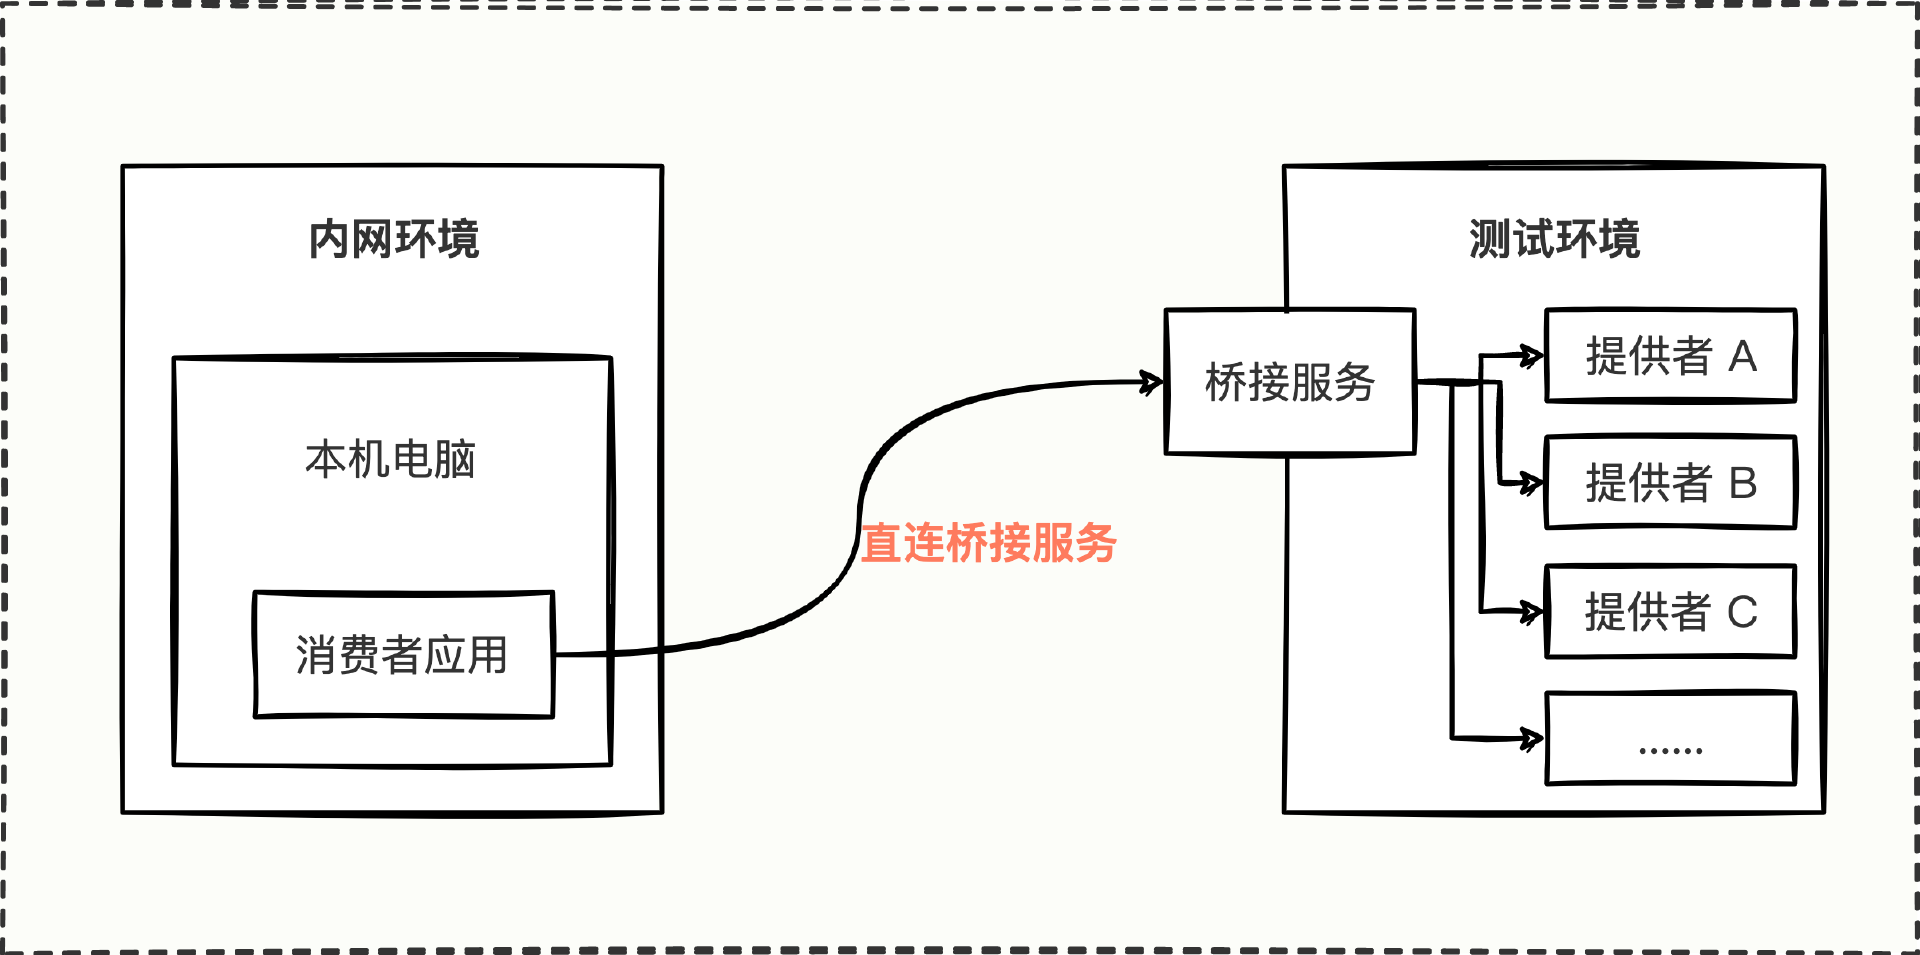 内网环境
本机电脑
消费者应用
直连桥接服务
测试环境
桥接服务
提供者 A
提供者 B
提供者 C
……